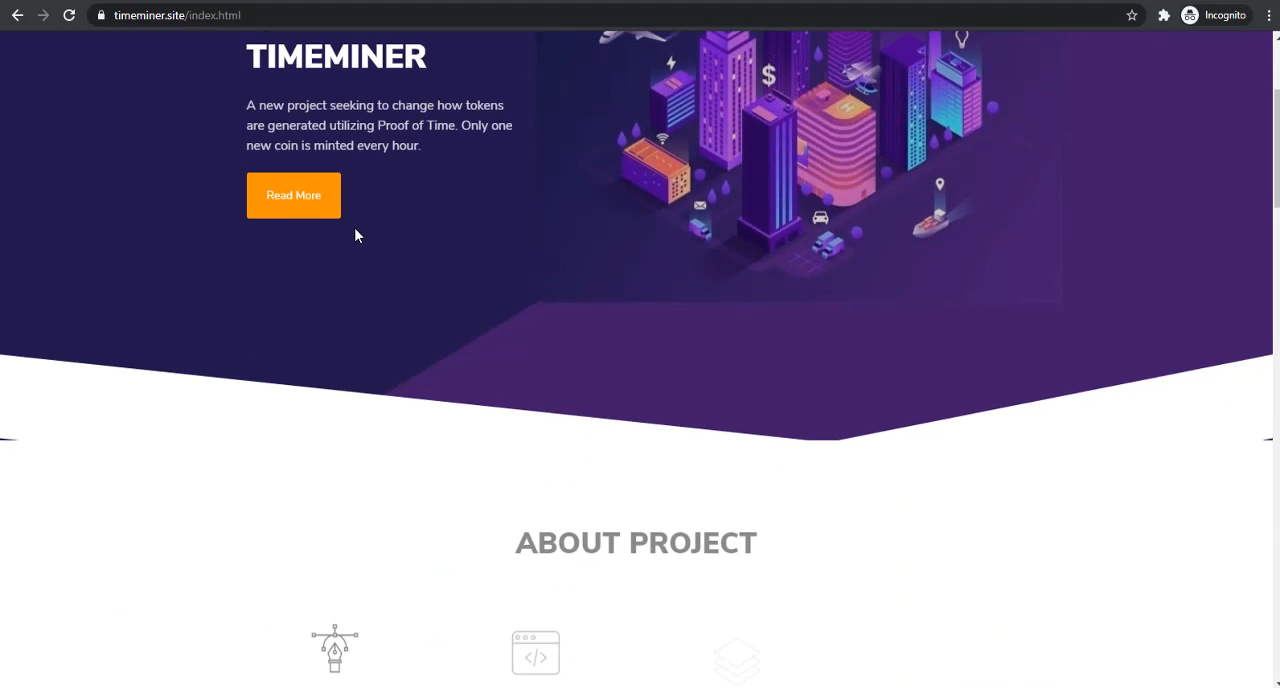 timeminer.site/index.html
Incognito
TIMEMINER
A new project seeking to change how tokens
are generated utilizing Proof of Time. Only one
new coin is minted every hour.
Read More
$
H
ABOUT PROJECT